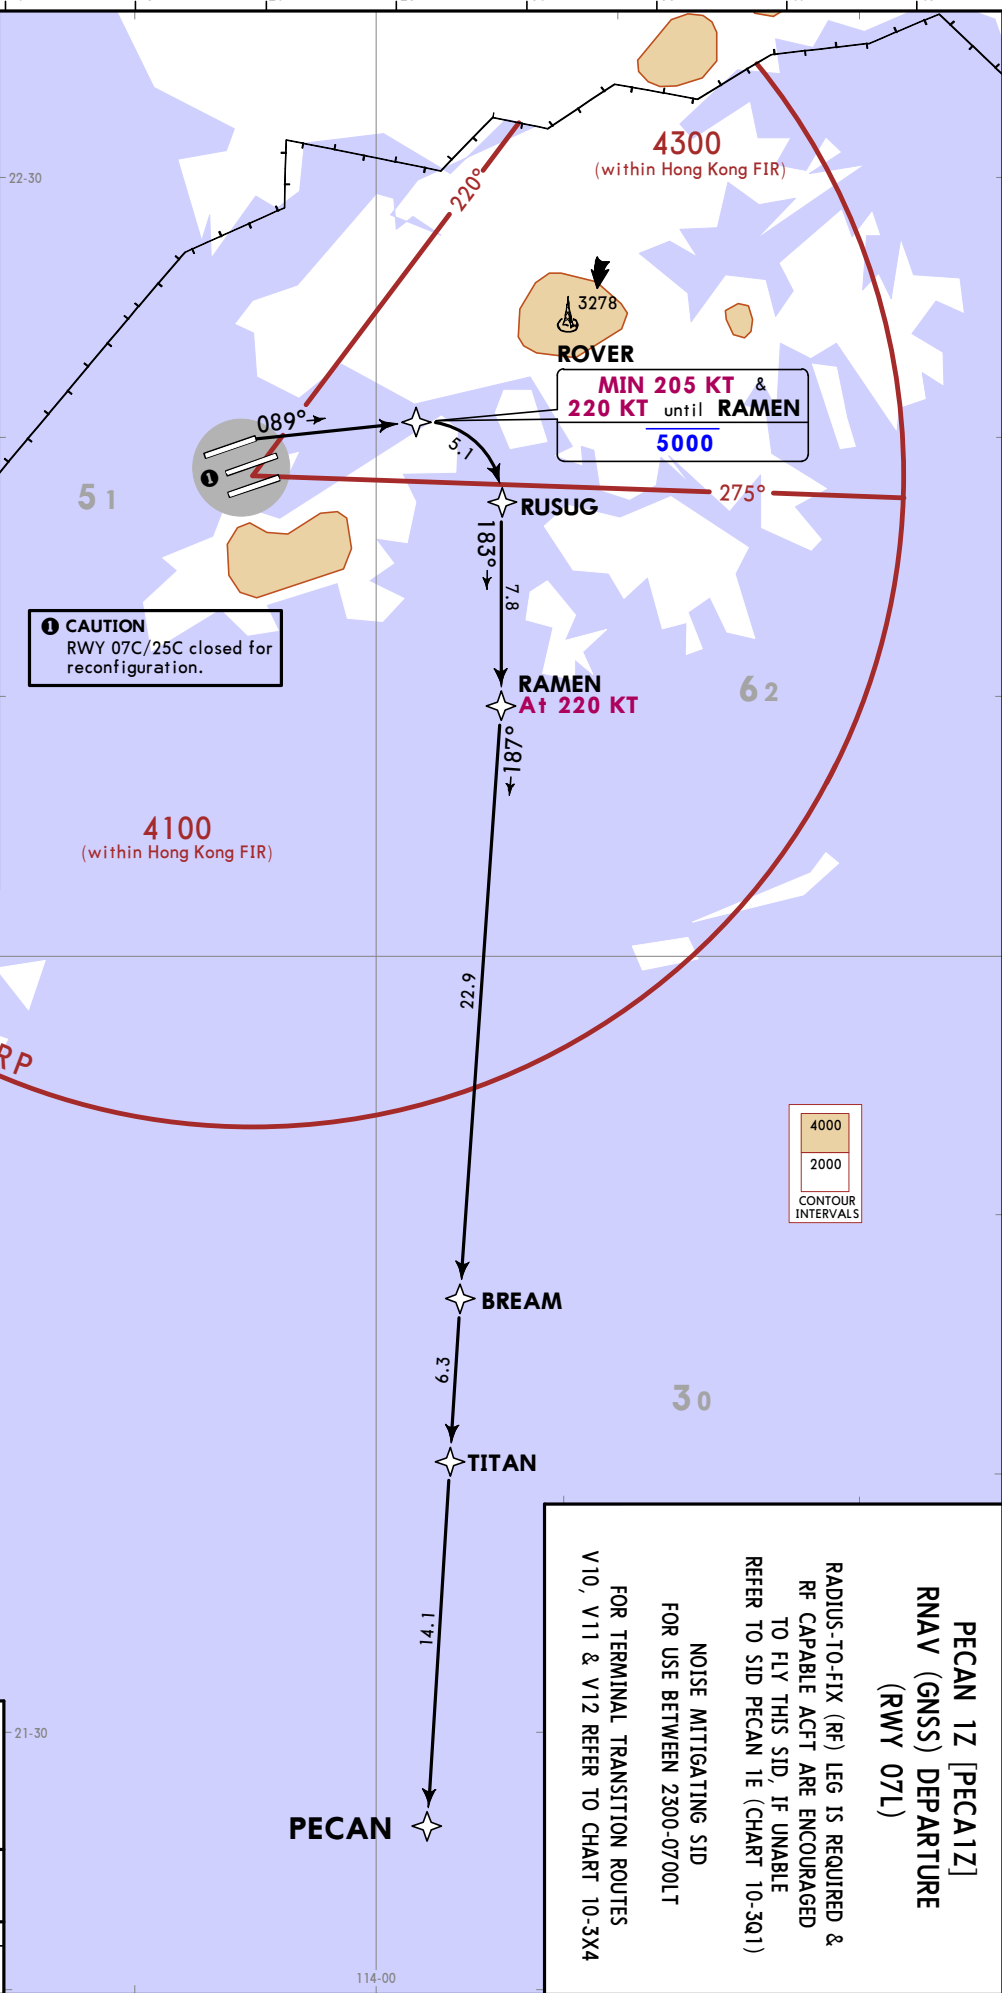 4300
(within Hong Kong FIR)
22-30
220°
3278
ROVER
MIN 205 KT &
220 KT until RAMEN
5000
089°
5.1
275°
51
❶
RUSUG
183°
7.8
❶ CAUTION
RWY 07C/25C closed for
reconfiguration.
RAMEN
At 220 KT
62
187°
4100
(within Hong Kong FIR)
22.9
RP
4000
2000
CONTOUR
INTERVALS
BREAM
6.3
30
TITAN
14.1
21-30
PECAN
114-00
PECAN 1Z [PECA1Z]
RNAV (GNSS) DEPARTURE
(RWY 07L)
RADIUS-TO-FIX (RF) LEG IS REQUIRED &
RF CAPABLE ACFT ARE ENCOURAGED
TO FLY THIS SID, IF UNABLE
REFER TO SID PECAN 1E (CHART 10-3Q1)
NOISE MITIGATING SID
FOR USE BETWEEN 2300-0700LT
FOR TERMINAL TRANSITION ROUTES
V10, V11 & V12 REFER TO CHART 10-3X4